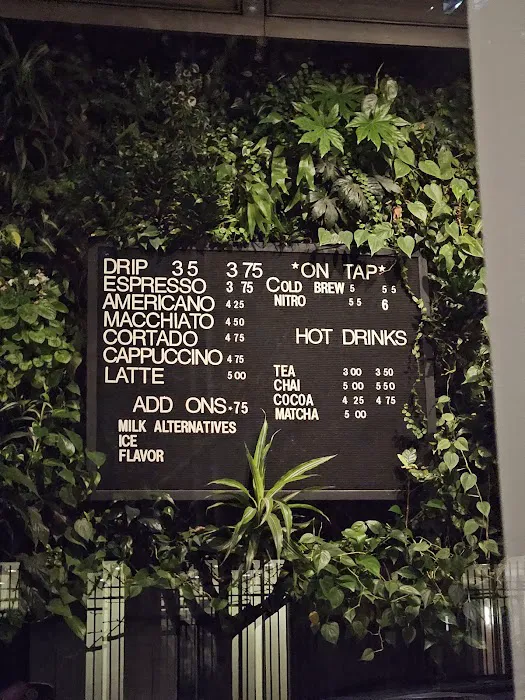 DRIP 3 5 3 75
ESPRESSO 3 75
AMERICANO 4 25
MACCHIATO 4 50
CORTADO 4 75
CAPPUCCINO 4 75
LATTE 5 00
ADD ONS .75
MILK ALTERNATIVES
ICE
FLAVOR
*ON TAP*
COLD BREW 5 5 5
NITRO 5 5 6
HOT DRINKS
TEA 3 00 3 50
CHAI 5 00 5 50
COCOA 4 25 4 75
MATCHA 5 00